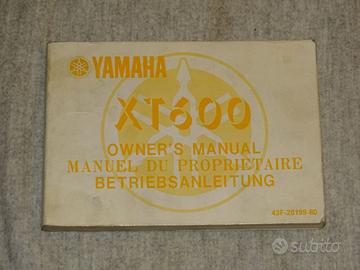 YAMAHA
XT600
OWNER'S MANUAL
MANUEL DU PROPRIETAIRE
BETRIEBSANLEITUNG
43F-28199-80
subito